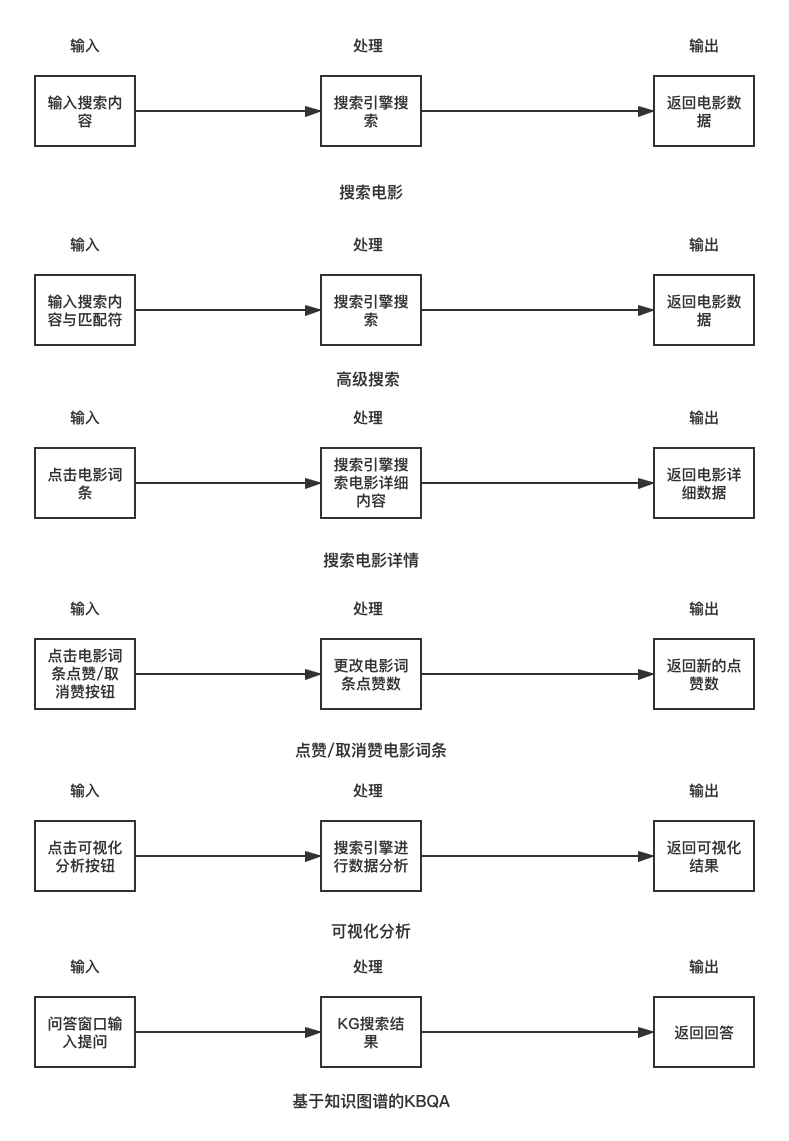 输入
处理
输出
输入搜索内
容
搜索引擎搜
索
返回电影数
据
搜索电影
输入
处理
输出
输入搜索内
容与匹配符
搜索引擎搜
索
返回电影数
据
高级搜索
输入
处理
输出
点击电影词
条
搜索引擎搜
索电影详细
内容
返回电影详
细数据
搜索电影详情
输入
处理
输出
点击电影词
条点赞/取
消赞按钮
更改电影词
条点赞数
返回新的点
赞数
点赞/取消赞电影词条
输入
处理
输出
点击可视化
分析按钮
搜索引擎进
行数据分析
返回可视化
结果
可视化分析
输入
处理
输出
问答窗口输
入提问
KG搜索结
果
返回回答
基于知识图谱的KBQA